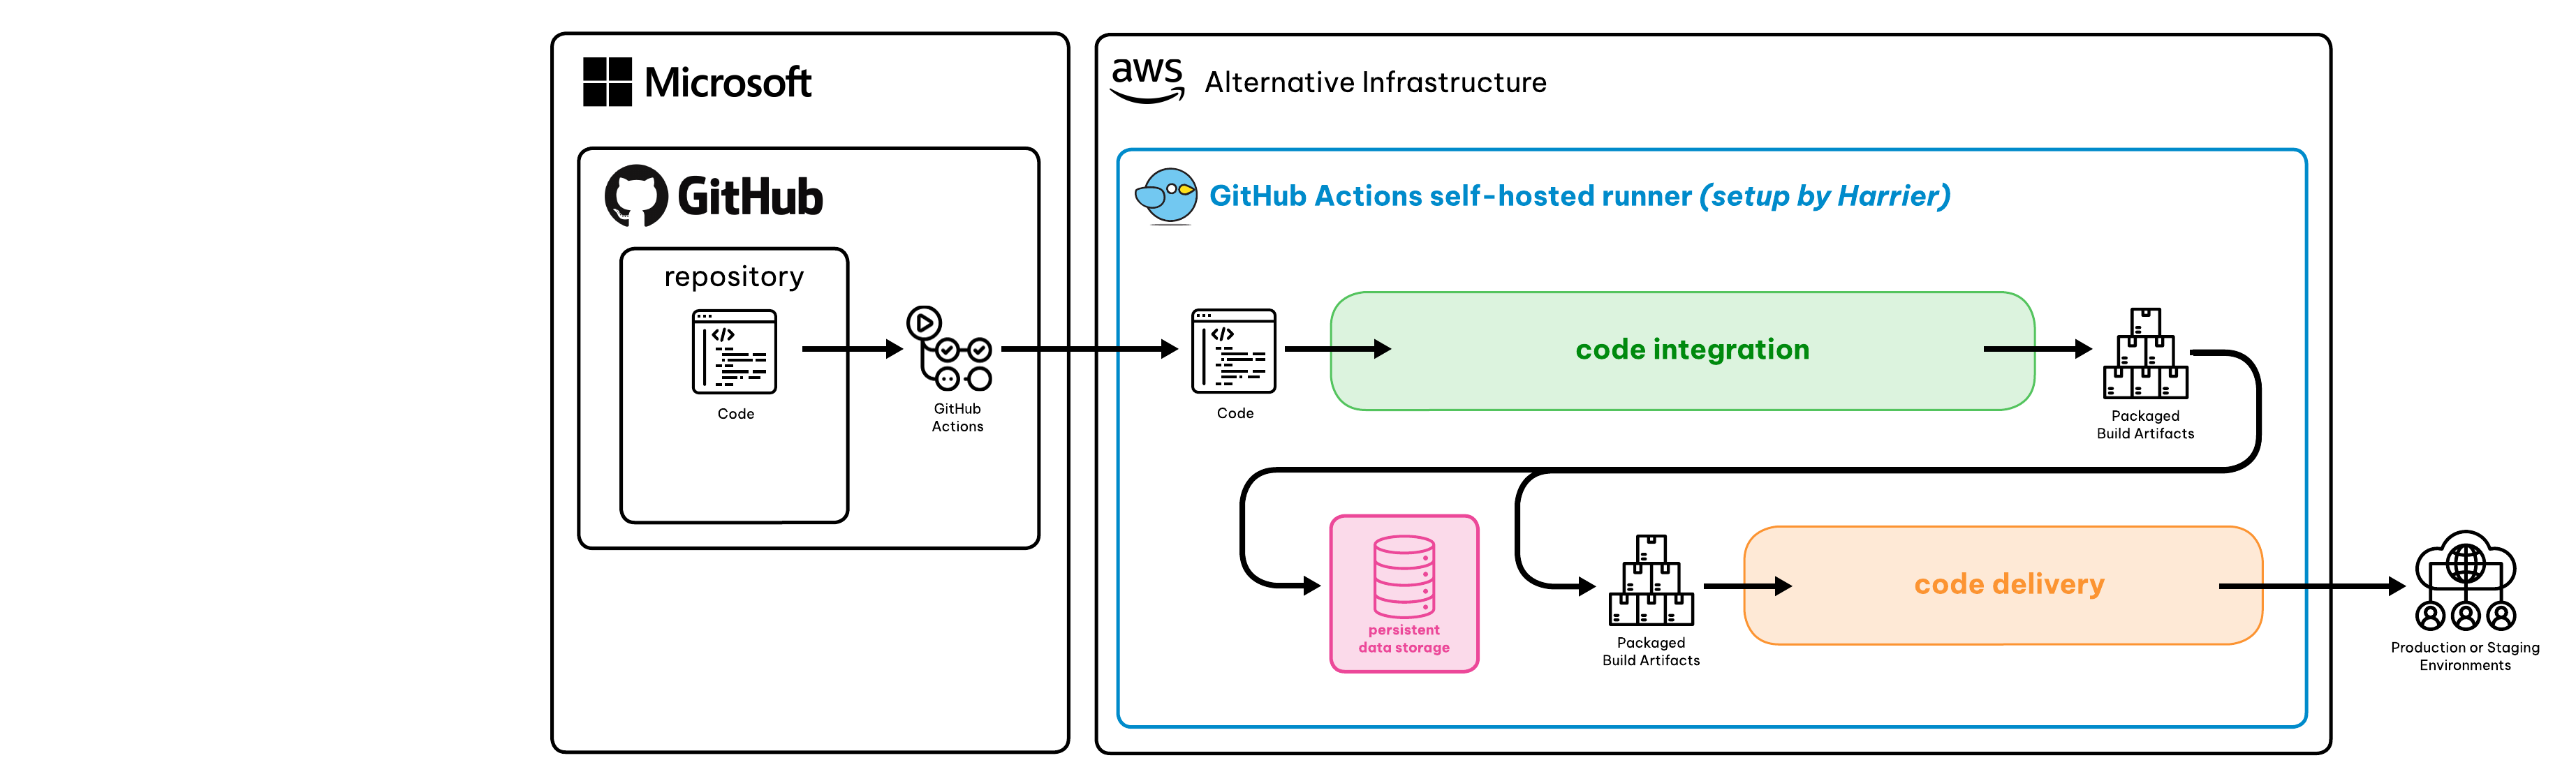 Microsoft
GitHub
repository
</>
Code
GitHub
Actions
aws
Alternative Infrastructure
GitHub Actions self-hosted runner (setup by Harrier)
</>
Code
code integration
Packaged
Build Artifacts
persistent
data storage
Packaged
Build Artifacts
code delivery
Production or Staging
Environments